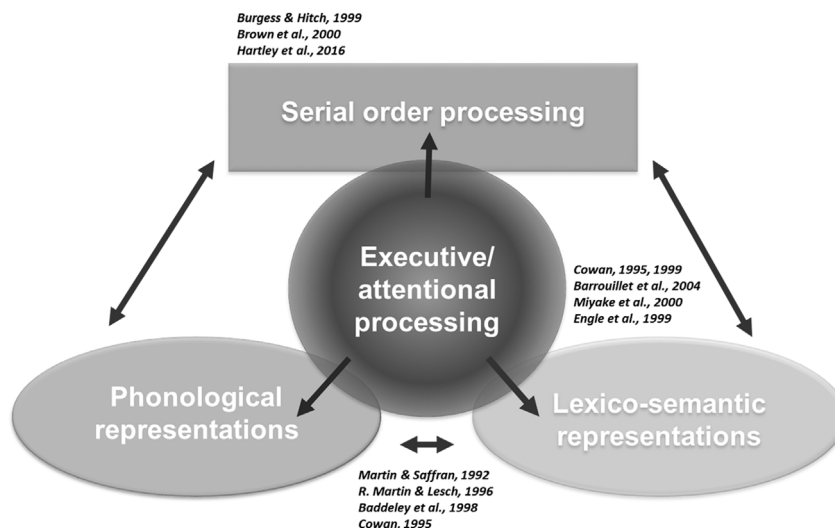 Burgess & Hitch, 1999
Brown et al., 2000
Hartley et al., 2016
Serial order processing
Executive/
attentional
processing
Cowan, 1995, 1999
Barrouillet et al., 2004
Miyake et al., 2000
Engle et al., 1999
Phonological
representations
Lexico-semantic
representations
Martin & Saffran, 1992
R. Martin & Lesch, 1996
Baddeley et al., 1998
Cowan, 1995